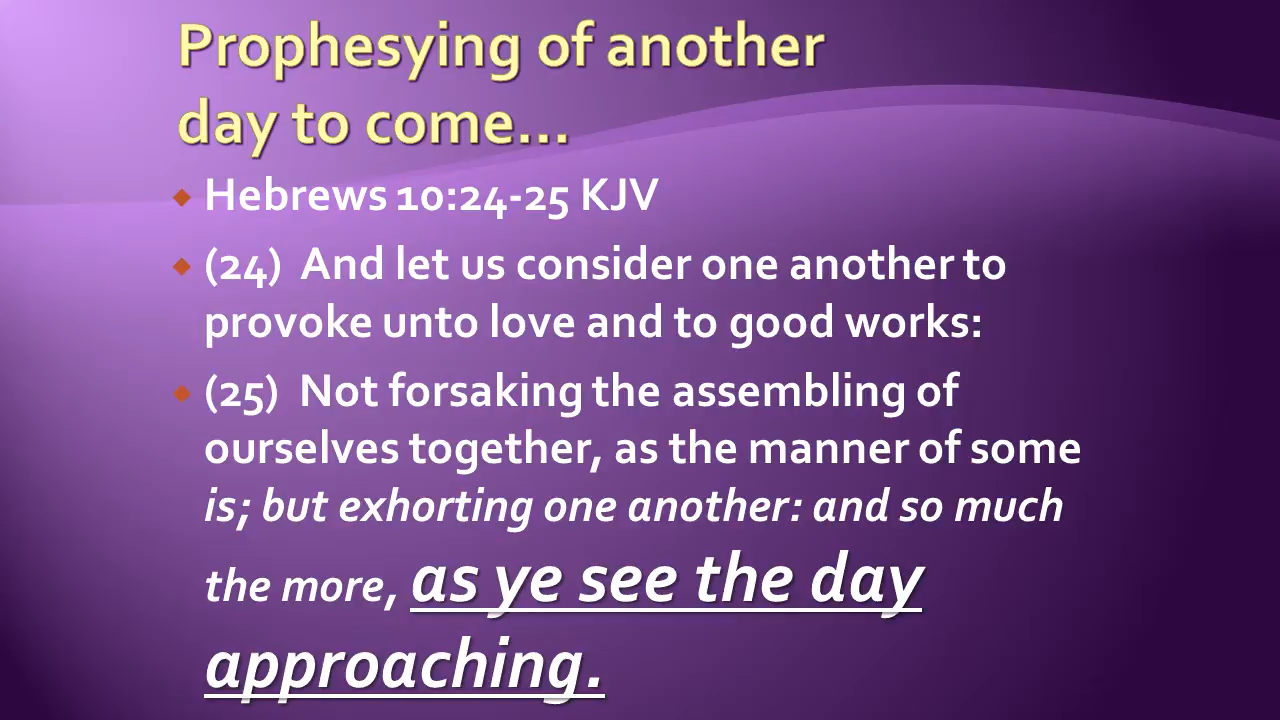 Prophesying of another
day to come...
Hebrews 10:24-25 KJV
(24) And let us consider one another to
provoke unto love and to good works:
(25) Not forsaking the assembling of
ourselves together, as the manner of some
is; but exhorting one another: and so much
the more, as ye see the day
approaching.